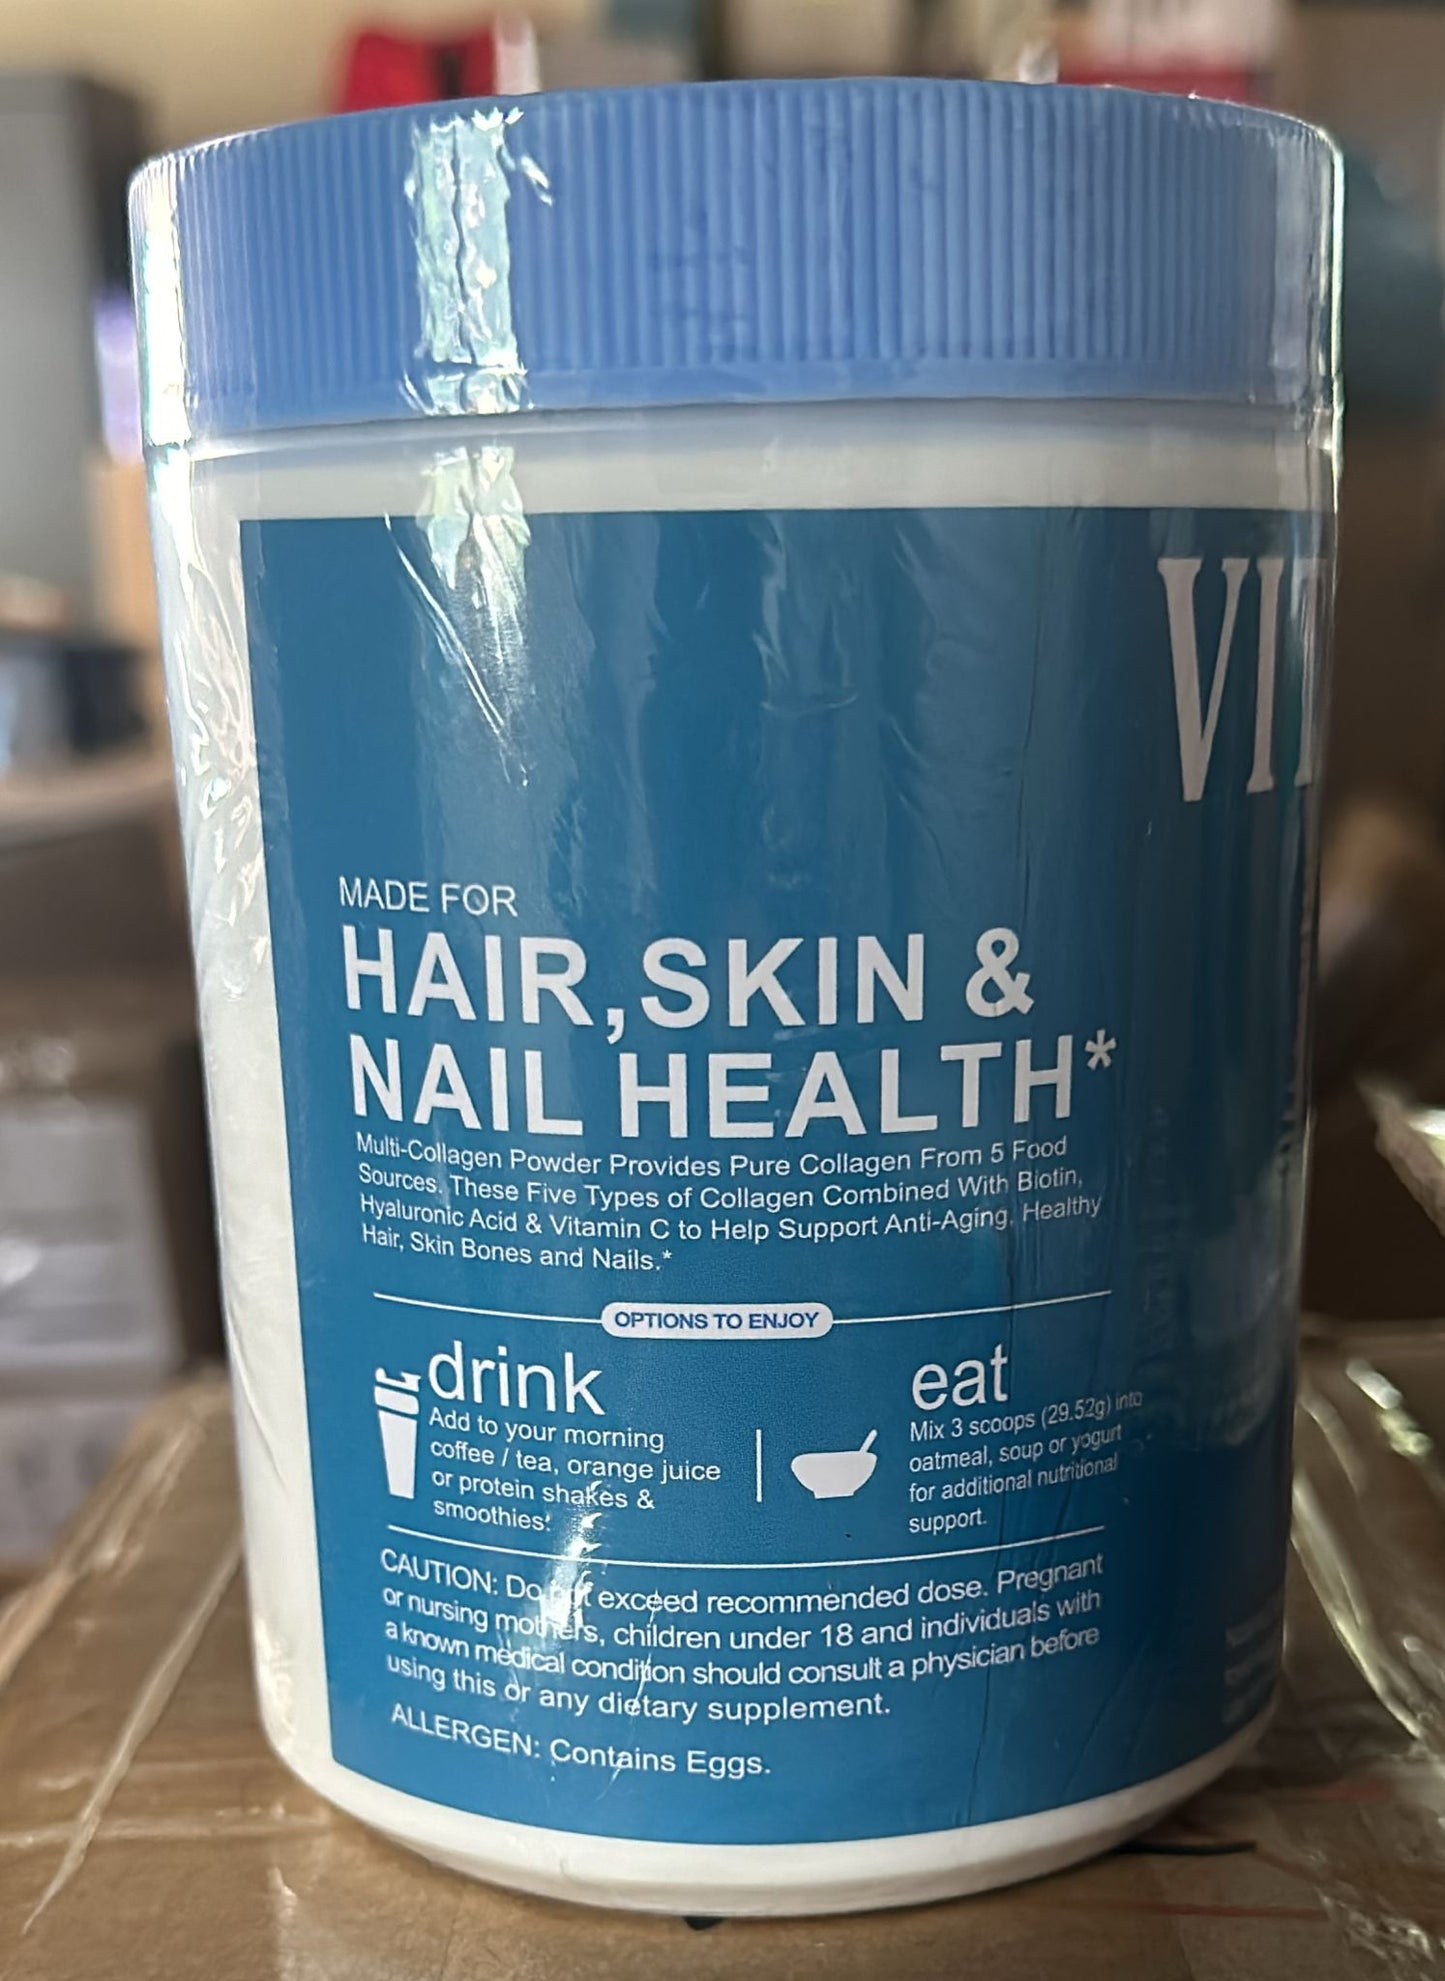 VIT
MADE FOR
HAIR,SKIN &
NAIL HEALTH*
Multi-Collagen Powder Provides Pure Collagen From 5 Food
Sources. These Five Types of Collagen Combined With Biotin,
Hyaluronic Acid & Vitamin C to Help Support Anti-Aging, Healthy
Hair, Skin Bones and Nails.*
OPTIONS TO ENJOY
drink
Add to your morning
coffee / tea, orange juice
or protein shakes &
smoothies.
eat
Mix 3 scoops (29.52g) into
oatmeal, soup or yogurt
for additional nutritional
support.
CAUTION: Do not exceed recommended dose. Pregnant
or nursing mothers, children under 18 and individuals with
a known medical condition should consult a physician before
using this or any dietary supplement.
ALLERGEN: Contains Eggs.